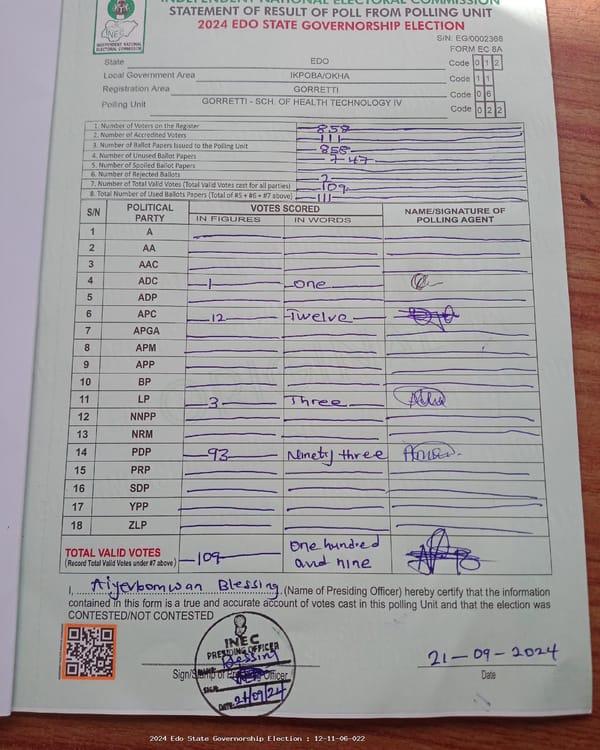 INDEPENDENT NATIONAL ELECTORAL COMMISSION
STATEMENT OF RESULT OF POLL FROM POLLING UNIT
2024 EDO STATE GOVERNORSHIP ELECTION
INEC
INDEPENDENT NATIONAL ELECTORAL COMMISSION
S/N: EG/0002368
FORM EC 8A
State EDO Code 0 1 2
Local Government Area IKPOBA/OKHA Code 1 1
Registration Area GORRETTI Code 0 6
Polling Unit GORRETTI - SCH. OF HEALTH TECHNOLOGY IV Code 0 2 2
1. Number of Voters on the Register 858
2. Number of Accredited Voters 111
3. Number of Ballot Papers Issued to the Polling Unit 858
4. Number of Unused Ballot Papers 747
5. Number of Spoiled Ballot Papers
6. Number of Rejected Ballots 2
7. Number of Total Valid Votes (Total Valid Votes cast for all parties) 109
8. Total Number of Used Ballots Papers (Total of #5 + #6 + #7 above) 111
S/N POLITICAL PARTY VOTES SCORED NAME/SIGNATURE OF POLLING AGENT
IN FIGURES IN WORDS
1 A
2 AA
3 AAC
4 ADC 1 one
5 ADP
6 APC 12 Twelve
7 APGA
8 APM
9 APP
10 BP
11 LP 3 Three
12 NNPP
13 NRM
14 PDP 93 Ninety three
15 PRP
16 SDP
17 YPP
18 ZLP
TOTAL VALID VOTES 109 One hundred and nine
(Record Total Valid Votes under #7 above)
I, Aiyevbomwan Blessing (Name of Presiding Officer) hereby certify that the information
contained in this form is a true and accurate account of votes cast in this polling Unit and that the election was
CONTESTED/NOT CONTESTED
INEC
PRESIDING OFFICER
NAME: Blessing
SIGN:
DATE: 21/09/24
Sign/Stamp of Presiding Officer
21-09-2024
Date
2024 Edo State Governorship Election : 12-11-06-022